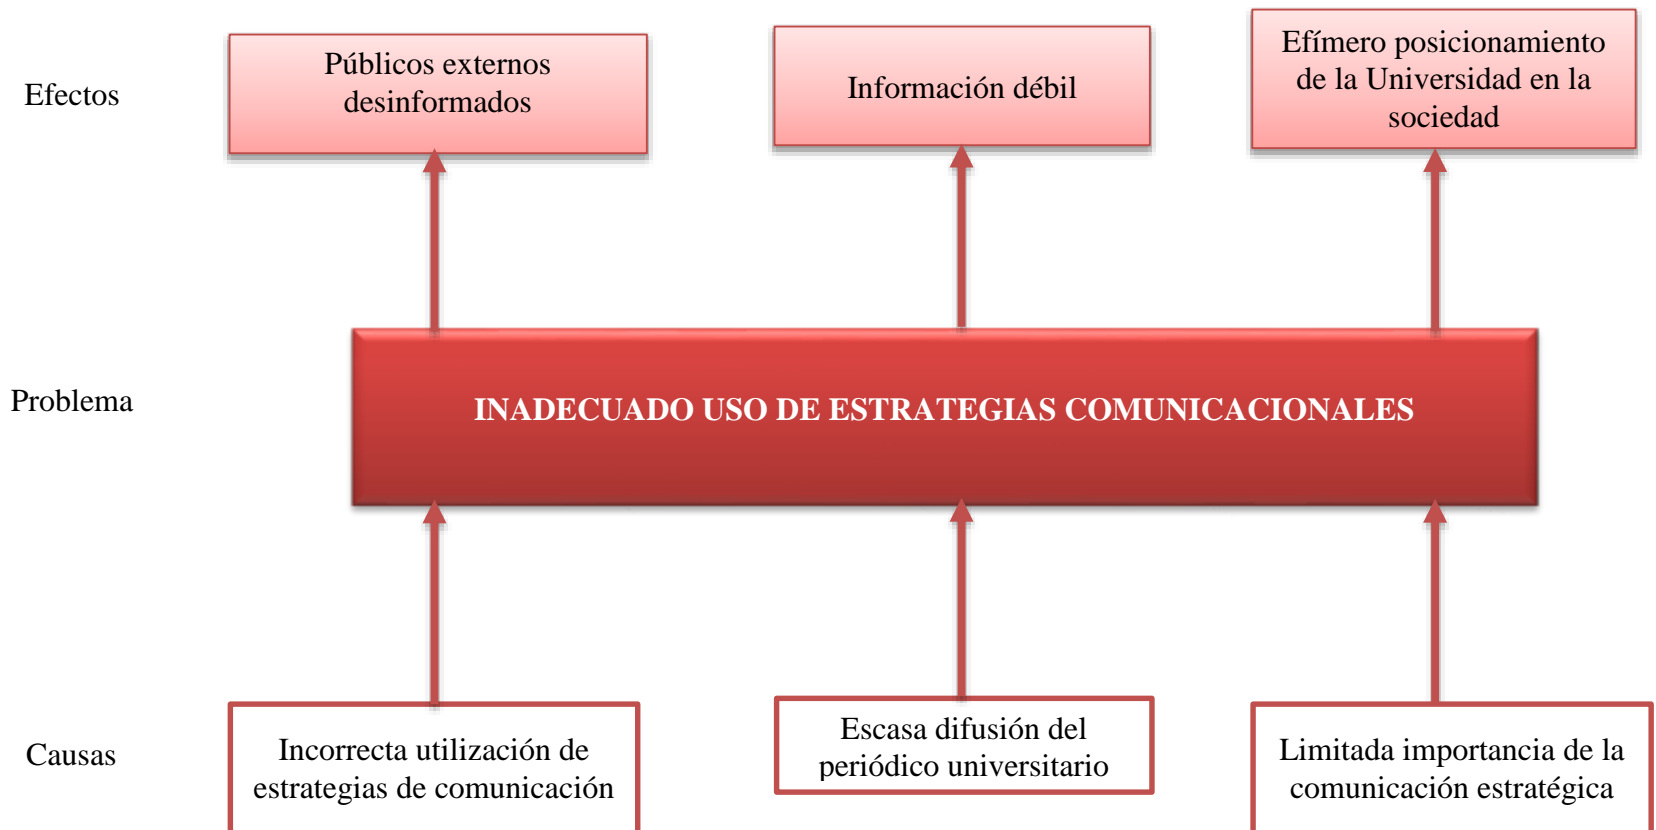 Efectos
Públicos externos
desinformados
Información débil
Efímero posicionamiento
de la Universidad en la
sociedad
Problema
INADECUADO USO DE ESTRATEGIAS COMUNICACIONALES
Causas
Incorrecta utilización de
estrategias de comunicación
Escasa difusión del
periódico universitario
Limitada importancia de la
comunicación estratégica